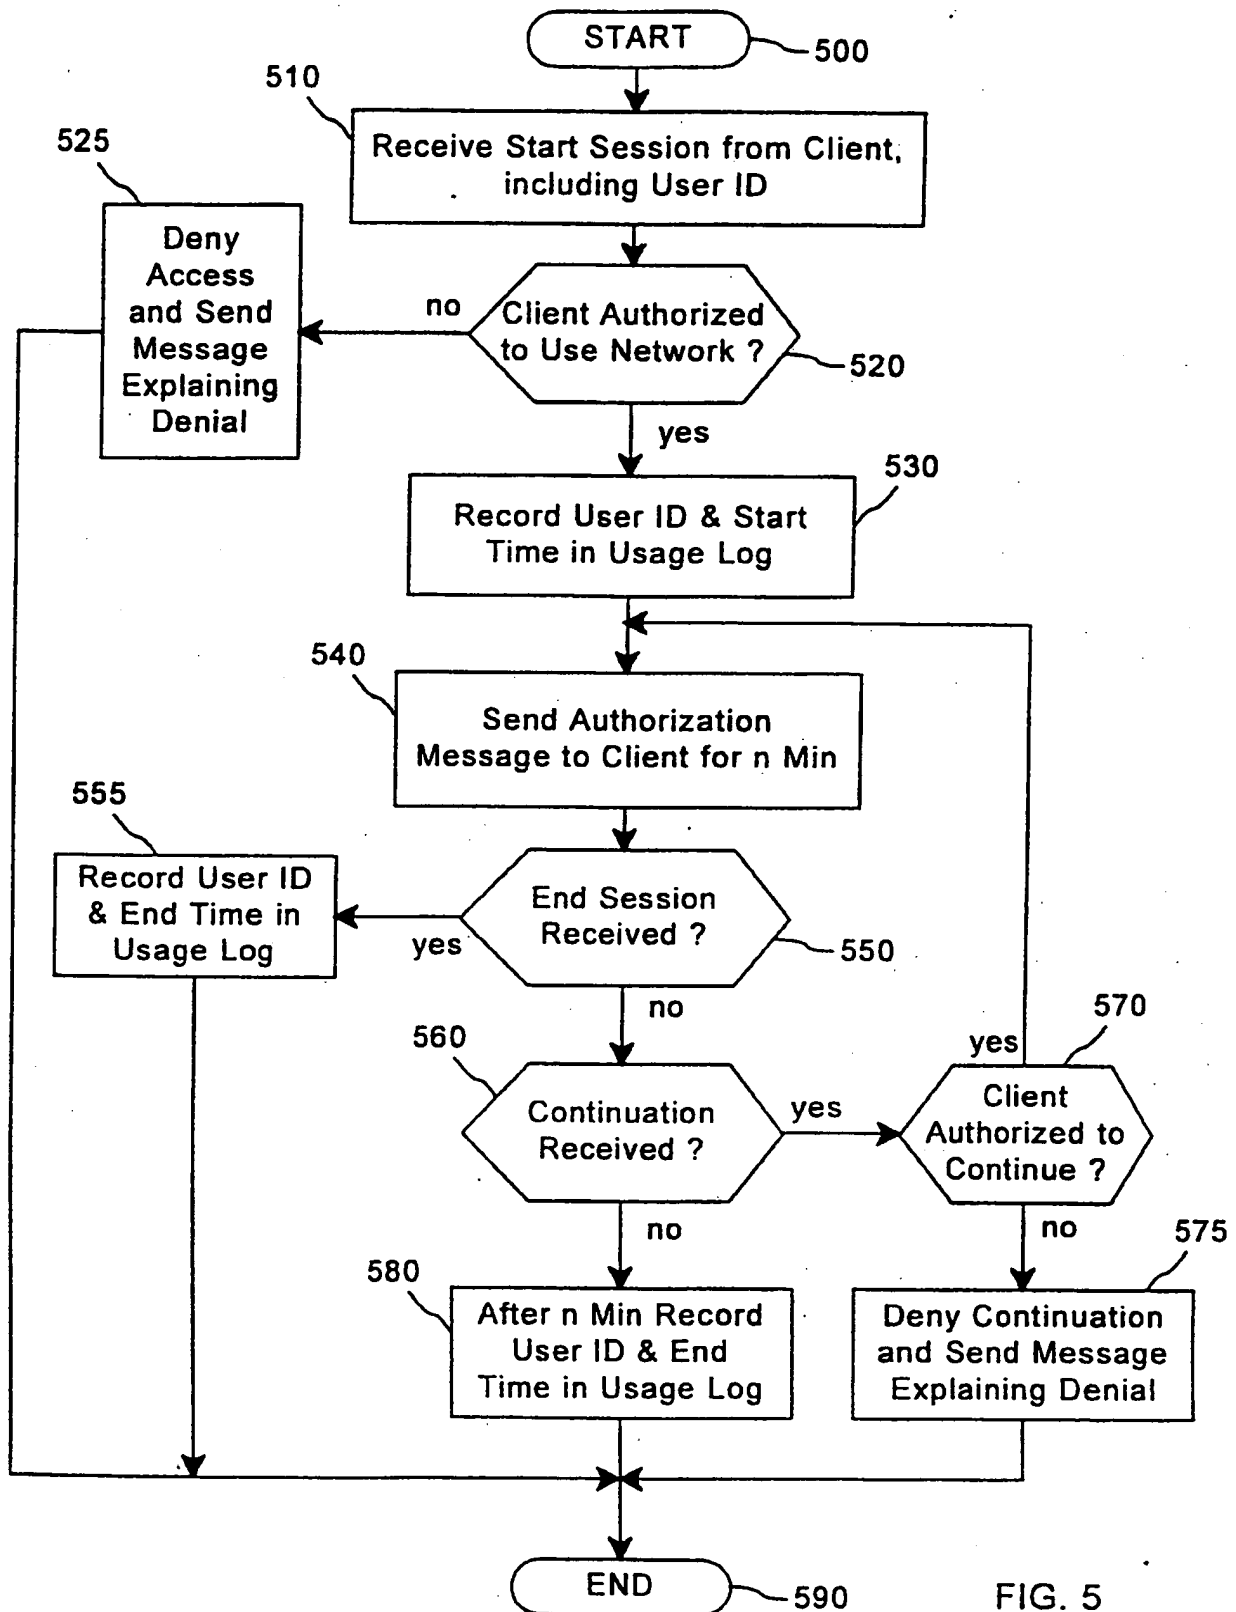 START
500
510
Receive Start Session from Client,
including User ID
525
Deny
Access
and Send
Message
Explaining
Denial
no
Client Authorized
to Use Network ?
520
yes
530
Record User ID & Start
Time in Usage Log
540
Send Authorization
Message to Client for n Min
555
Record User ID
& End Time in
Usage Log
yes
End Session
Received ?
550
no
560
Continuation
Received ?
yes
570
yes
Client
Authorized to
Continue ?
no
no
575
580
After n Min Record
User ID & End
Time in Usage Log
Deny Continuation
and Send Message
Explaining Denial
END
590
FIG. 5